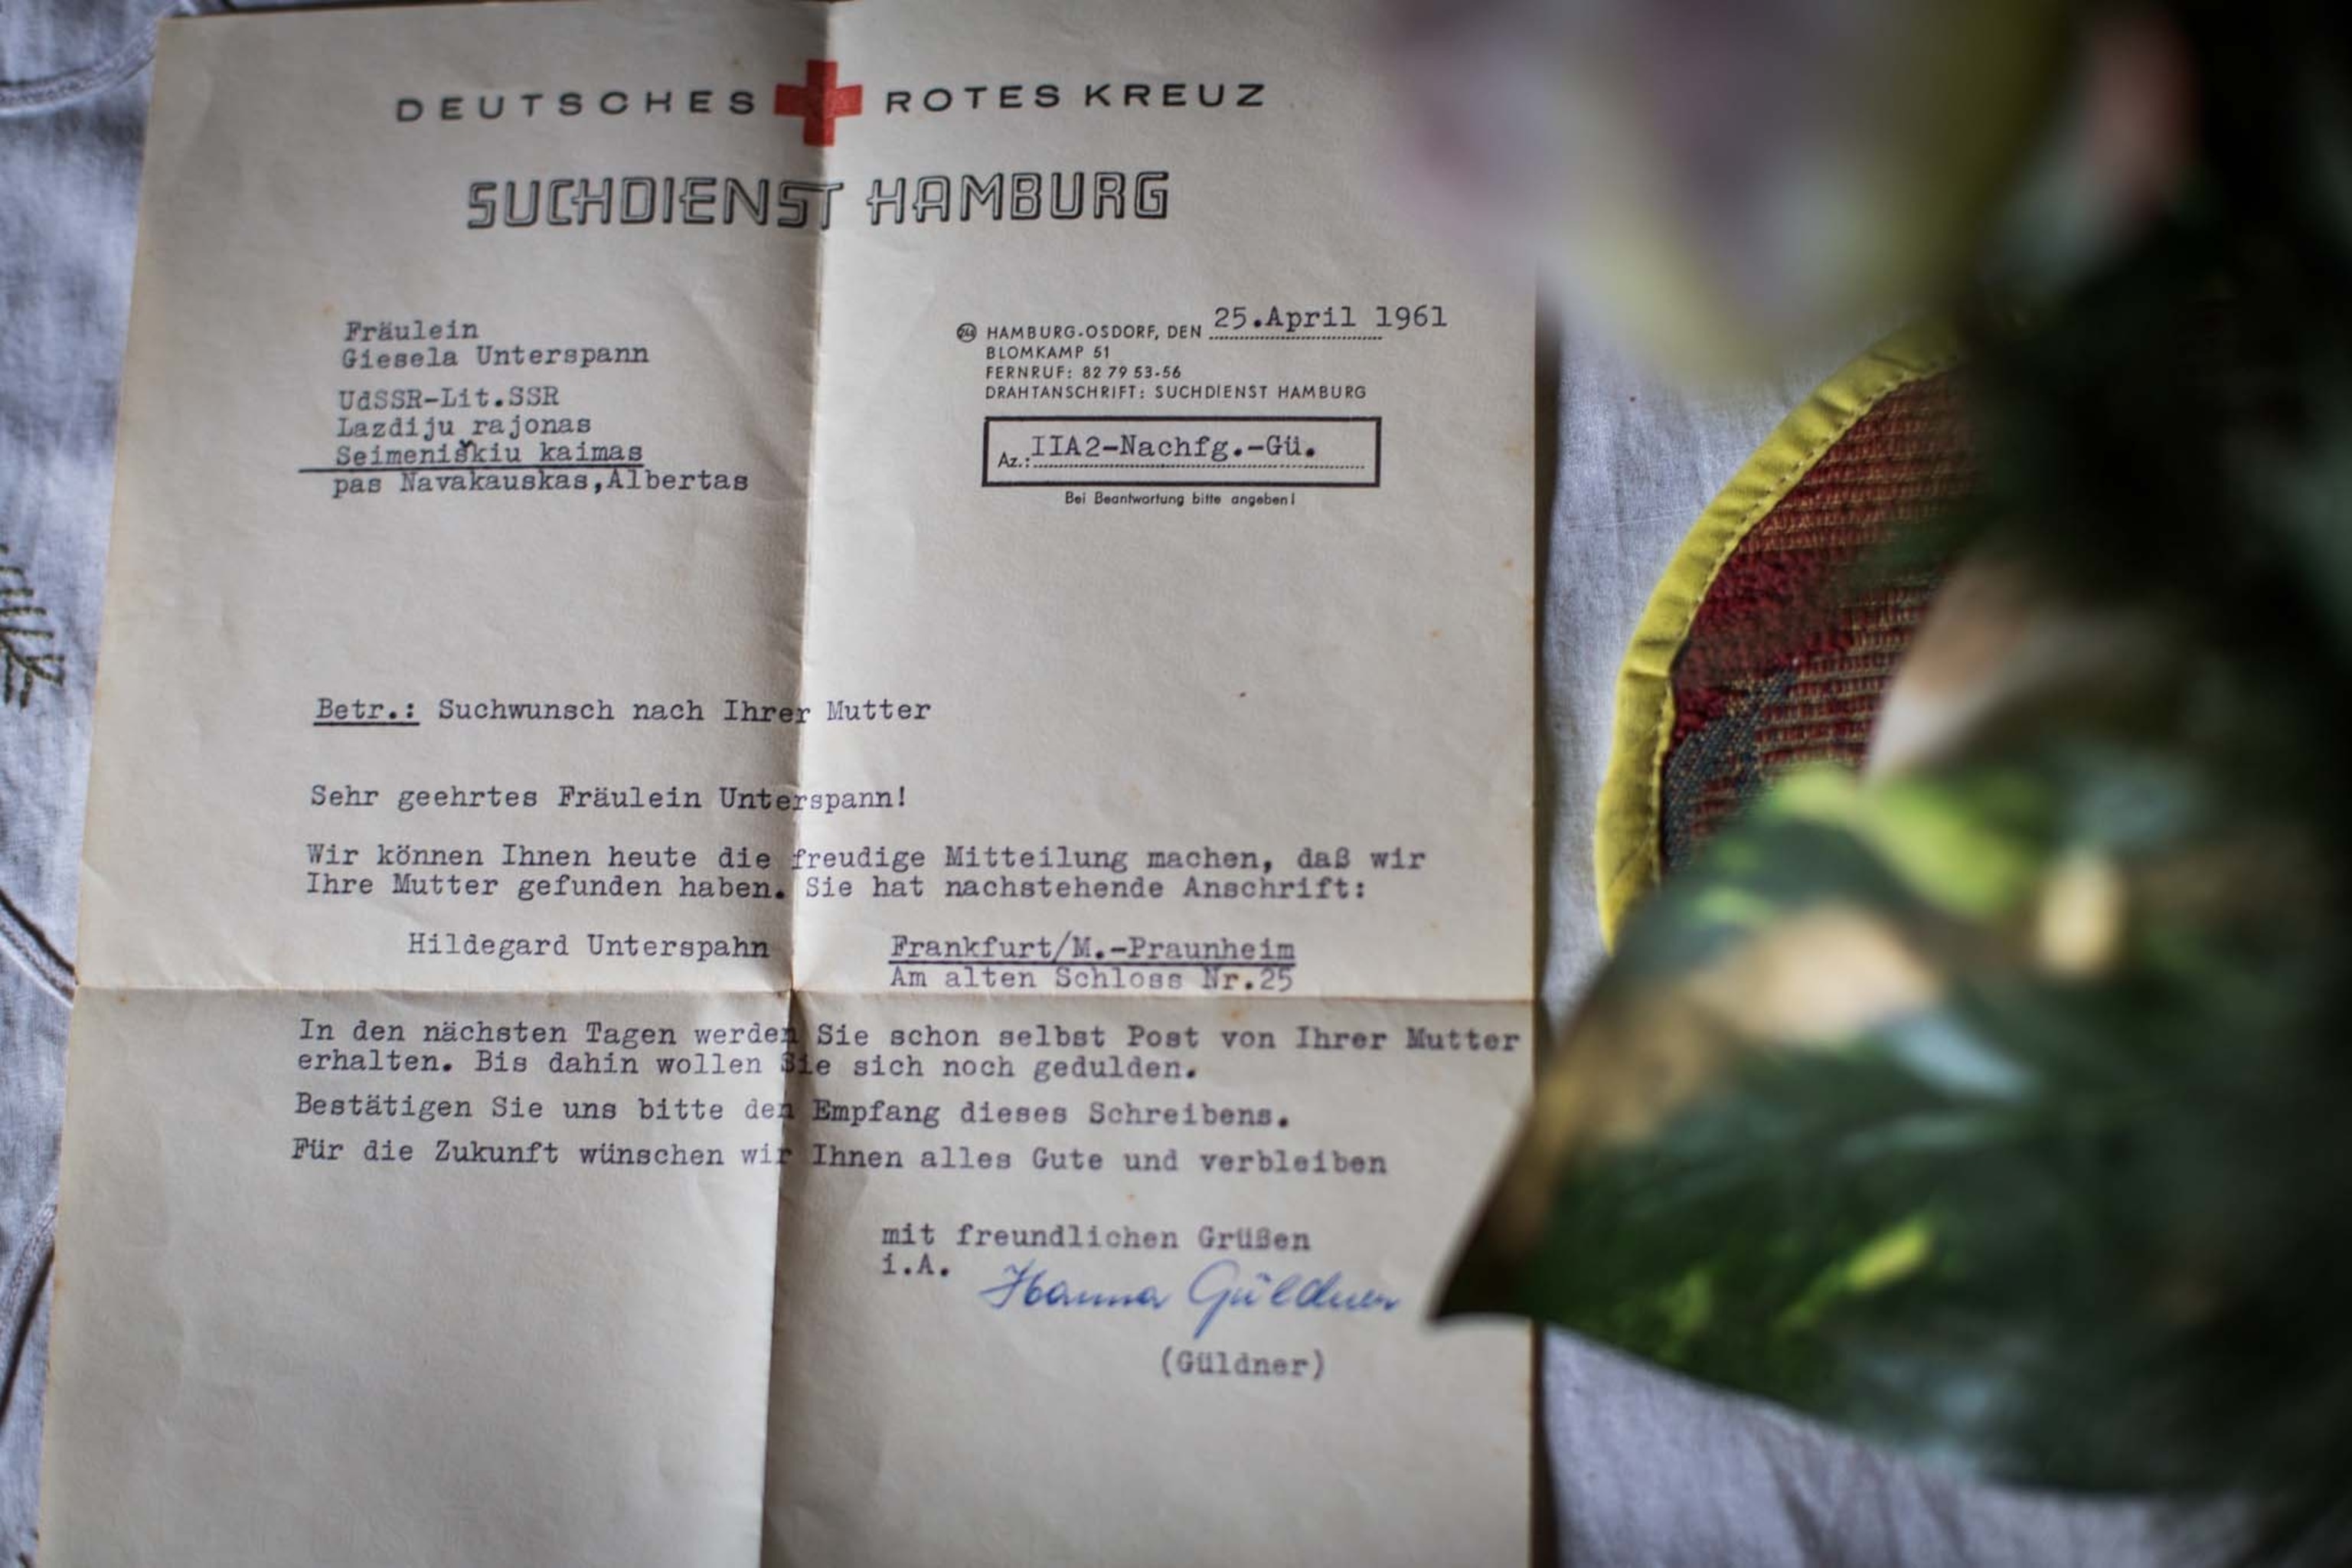 DEUTSCHES ROTES KREUZ
SUCHDIENST HAMBURG
Fräulein
Giesela Unterspann
UdSSR-Lit.SSR
Lazdiju rajonas
Seimeniškiu kaimas
pas Navakauskas,Albertas
24a HAMBURG-OSDORF, DEN 25.April 1961
BLOMKAMP 51
FERNRUF: 82 79 53-56
DRAHTANSCHRIFT: SUCHDIENST HAMBURG
Az.: IIA2-Nachfg.-Gü.
Bei Beantwortung bitte angeben!
Betr.: Suchwunsch nach Ihrer Mutter
Sehr geehrtes Fräulein Unterspann!
Wir können Ihnen heute die freudige Mitteilung machen, daß wir
Ihre Mutter gefunden haben. Sie hat nachstehende Anschrift:
Hildegard Unterspahn Frankfurt/M.-Praunheim
Am alten Schloss Nr.25
In den nächsten Tagen werden Sie schon selbst Post von Ihrer Mutter
erhalten. Bis dahin wollen Sie sich noch gedulden.
Bestätigen Sie uns bitte den Empfang dieses Schreibens.
Für die Zukunft wünschen wir Ihnen alles Gute und verbleiben
mit freundlichen Grüßen
i.A. Hanna Güldner
(Güldner)